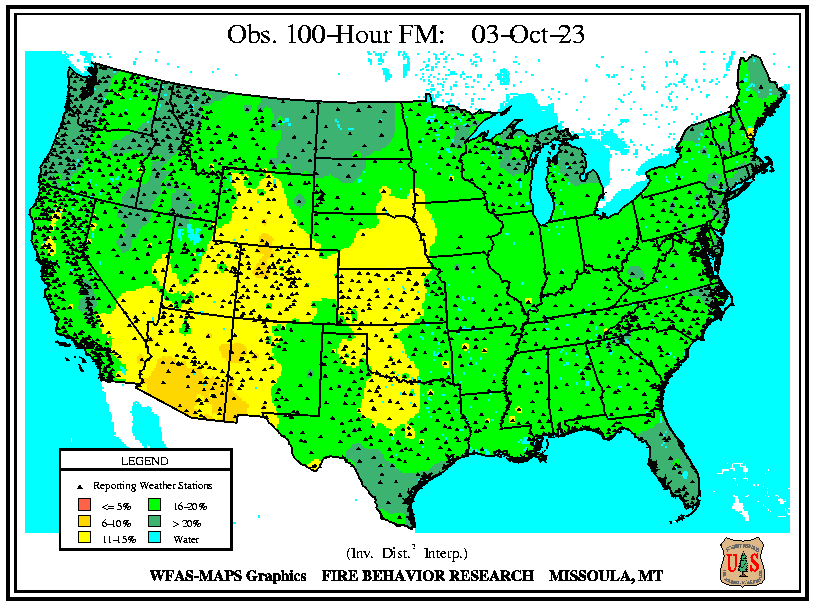 Obs. 100-Hour FM: 03-Oct-23
LEGEND
Reporting Weather Stations
<= 5%
16-20%
6-10%
> 20%
11-15%
Water
(Inv. Dist.² Interp.)
WFAS-MAPS Graphics FIRE BEHAVIOR RESEARCH MISSOULA, MT
U S